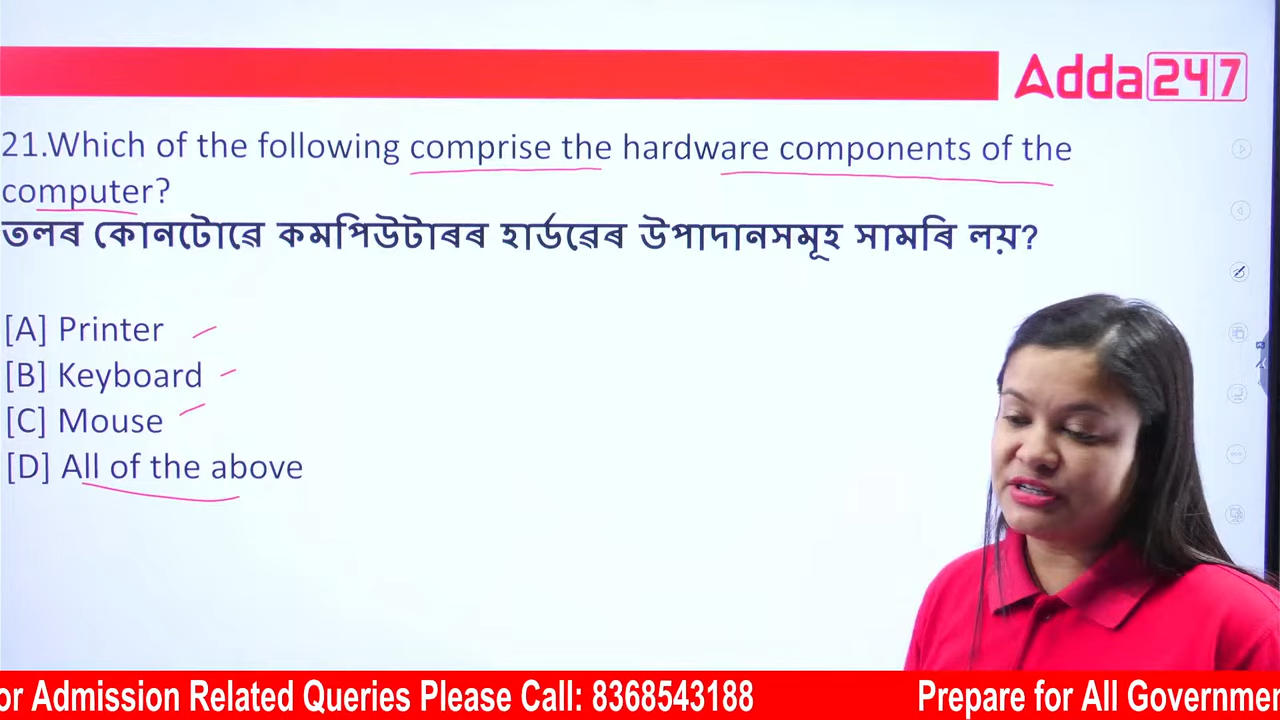 Adda247
21.Which of the following comprise the hardware components of the
computer?
তলৰ কোনটোৱে কমপিউটাৰৰ হাৰ্ডৱেৰ উপাদানসমূহ সামৰি লয়?
[A] Printer
[B] Keyboard
[C] Mouse
[D] All of the above
or Admission Related Queries Please Call: 8368543188
Prepare for All Governmen